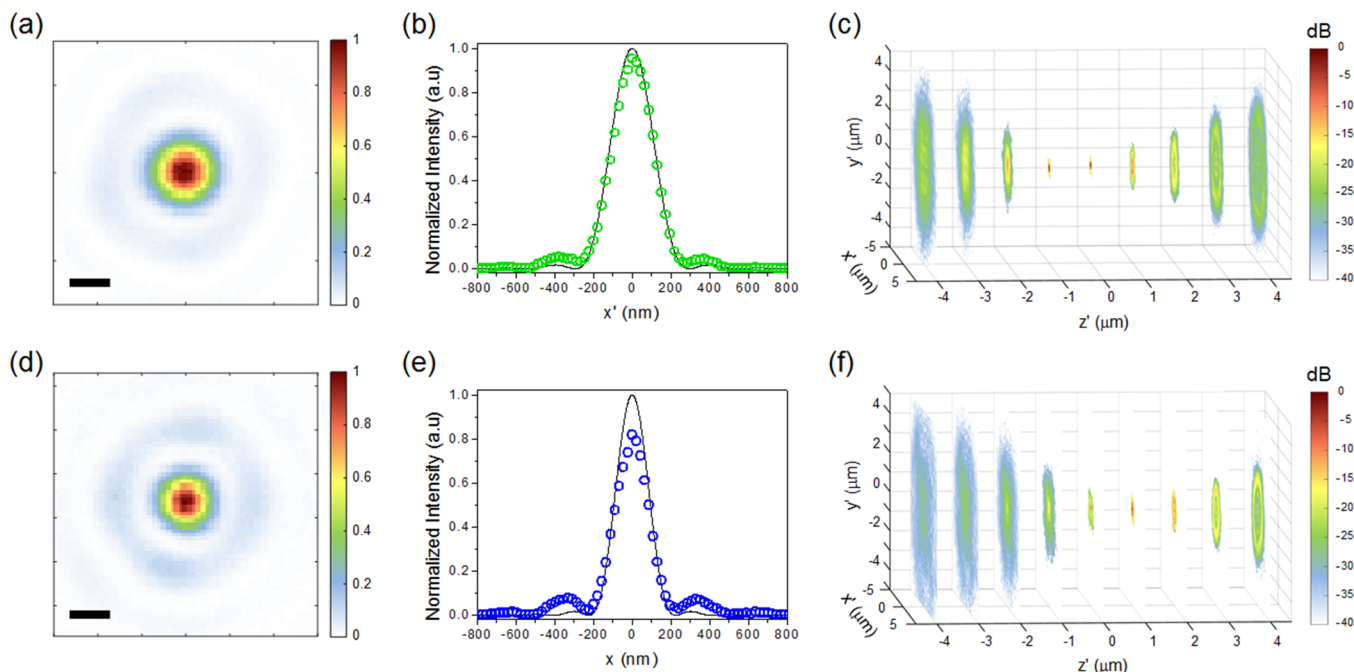 (a)
1
0.8
0.6
0.4
0.2
0
(b)
Normalized Intensity (a.u)
1.0
0.8
0.6
0.4
0.2
0.0
-800 -600 -400 -200 0 200 400 600 800
x' (nm)
(c)
y' (μm)
4
2
0
-2
-4
-5
0
5
x' (μm)
-4 -3 -2 -1 0 1 2 3 4
z' (μm)
dB
0
-5
-10
-15
-20
-25
-30
-35
-40
(d)
1
0.8
0.6
0.4
0.2
0
(e)
Normalized Intensity (a.u)
1.0
0.8
0.6
0.4
0.2
0.0
-800 -600 -400 -200 0 200 400 600 800
x (nm)
(f)
y' (μm)
4
2
0
-2
-4
-5
0
5
x' (μm)
-4 -3 -2 -1 0 1 2 3 4
z' (μm)
dB
0
-5
-10
-15
-20
-25
-30
-35
-40